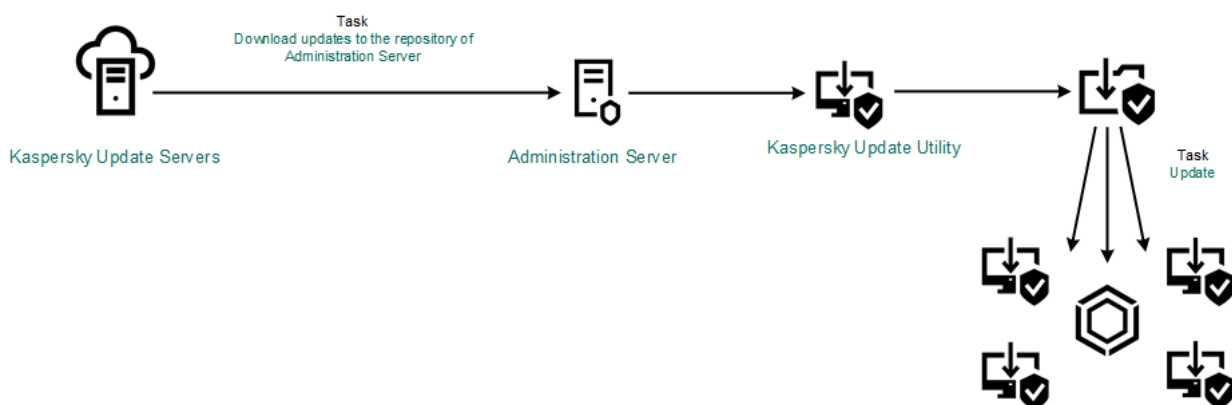 Task
Download updates to the repository of
Administration Server
Kaspersky Update Servers
Administration Server
Kaspersky Update Utility
Task
Update